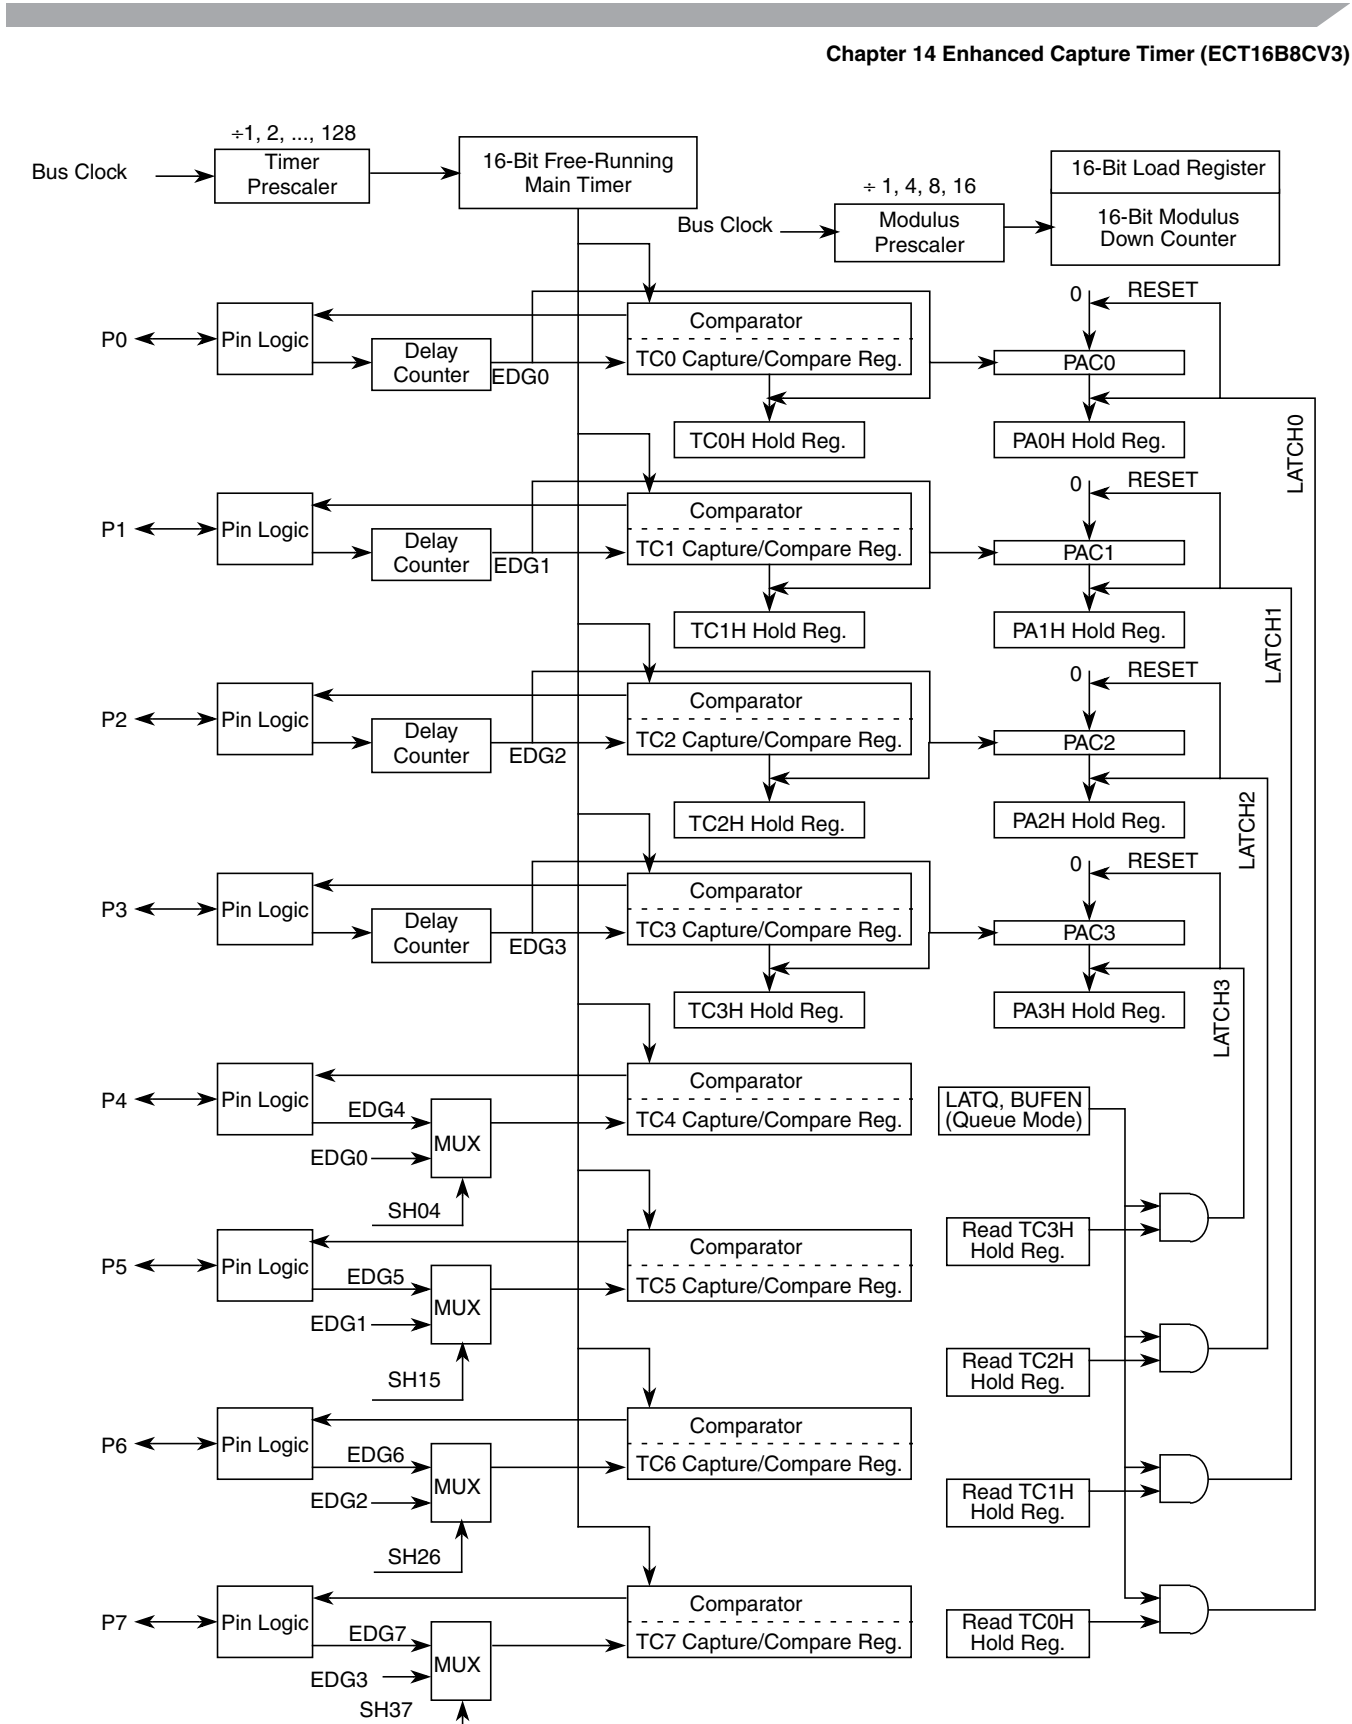 Chapter 14 Enhanced Capture Timer (ECT16B8CV3)
÷1, 2, ..., 128
Bus Clock
Timer
Prescaler
16-Bit Free-Running
Main Timer
÷ 1, 4, 8, 16
Bus Clock
Modulus
Prescaler
16-Bit Load Register
16-Bit Modulus
Down Counter
P0
Pin Logic
Delay
Counter
EDG0
Comparator
TC0 Capture/Compare Reg.
TC0H Hold Reg.
0
RESET
PAC0
PA0H Hold Reg.
LATCH0
P1
Pin Logic
Delay
Counter
EDG1
Comparator
TC1 Capture/Compare Reg.
TC1H Hold Reg.
0
RESET
PAC1
PA1H Hold Reg.
LATCH1
P2
Pin Logic
Delay
Counter
EDG2
Comparator
TC2 Capture/Compare Reg.
TC2H Hold Reg.
0
RESET
PAC2
PA2H Hold Reg.
LATCH2
P3
Pin Logic
Delay
Counter
EDG3
Comparator
TC3 Capture/Compare Reg.
TC3H Hold Reg.
0
RESET
PAC3
PA3H Hold Reg.
LATCH3
P4
Pin Logic
EDG4
EDG0
MUX
SH04
Comparator
TC4 Capture/Compare Reg.
LATQ, BUFEN
(Queue Mode)
Read TC3H
Hold Reg.
P5
Pin Logic
EDG5
EDG1
MUX
SH15
Comparator
TC5 Capture/Compare Reg.
Read TC2H
Hold Reg.
P6
Pin Logic
EDG6
EDG2
MUX
SH26
Comparator
TC6 Capture/Compare Reg.
Read TC1H
Hold Reg.
P7
Pin Logic
EDG7
EDG3
MUX
SH37
Comparator
TC7 Capture/Compare Reg.
Read TC0H
Hold Reg.